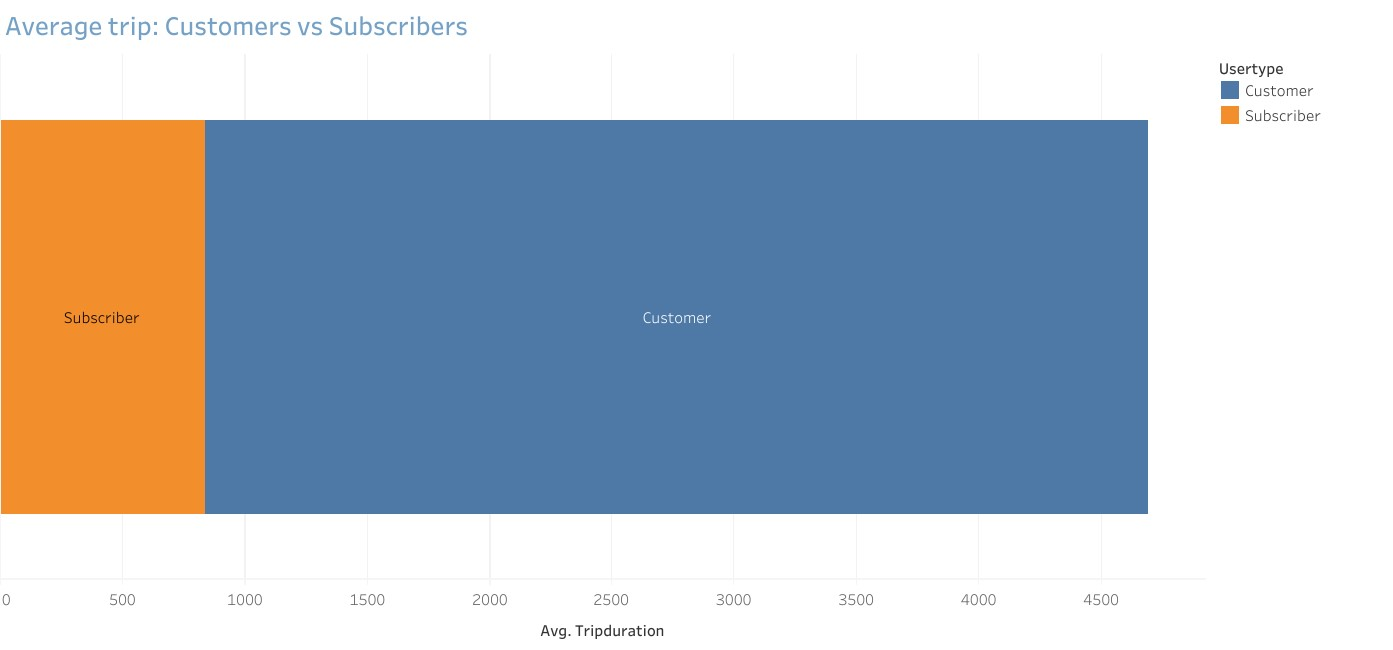 Average trip: Customers vs Subscribers
Usertype
Customer
Subscriber
Subscriber
Customer
0 500 1000 1500 2000 2500 3000 3500 4000 4500
Avg. Tripduration